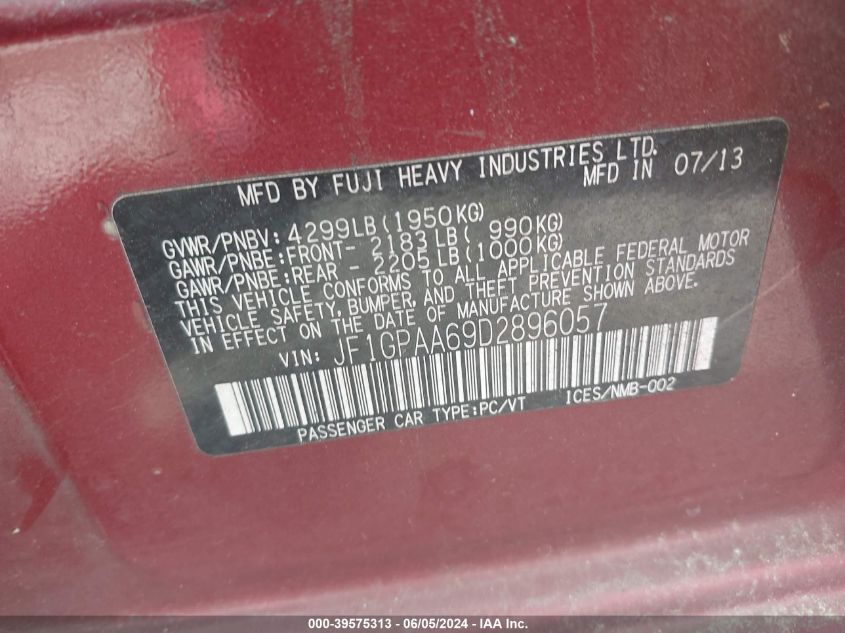 MFD BY FUJI HEAVY INDUSTRIES LTD.
MFD IN 07/13
GVWR/PNBV: 4299LB(1950KG)
GAWR/PNBE:FRONT- 2183LB( 990KG)
GAWR/PNBE:REAR - 2205LB(1000KG)
THIS VEHICLE CONFORMS TO ALL APPLICABLE FEDERAL MOTOR
VEHICLE SAFETY, BUMPER, AND THEFT PREVENTION STANDARDS
IN EFFECT ON THE DATE OF MANUFACTURE SHOWN ABOVE.
VIN: JF1GPAA69D2896057
PASSENGER CAR TYPE:PC/VT ICES/NMB-002
000-39575313 - 06/05/2024 - IAA Inc.